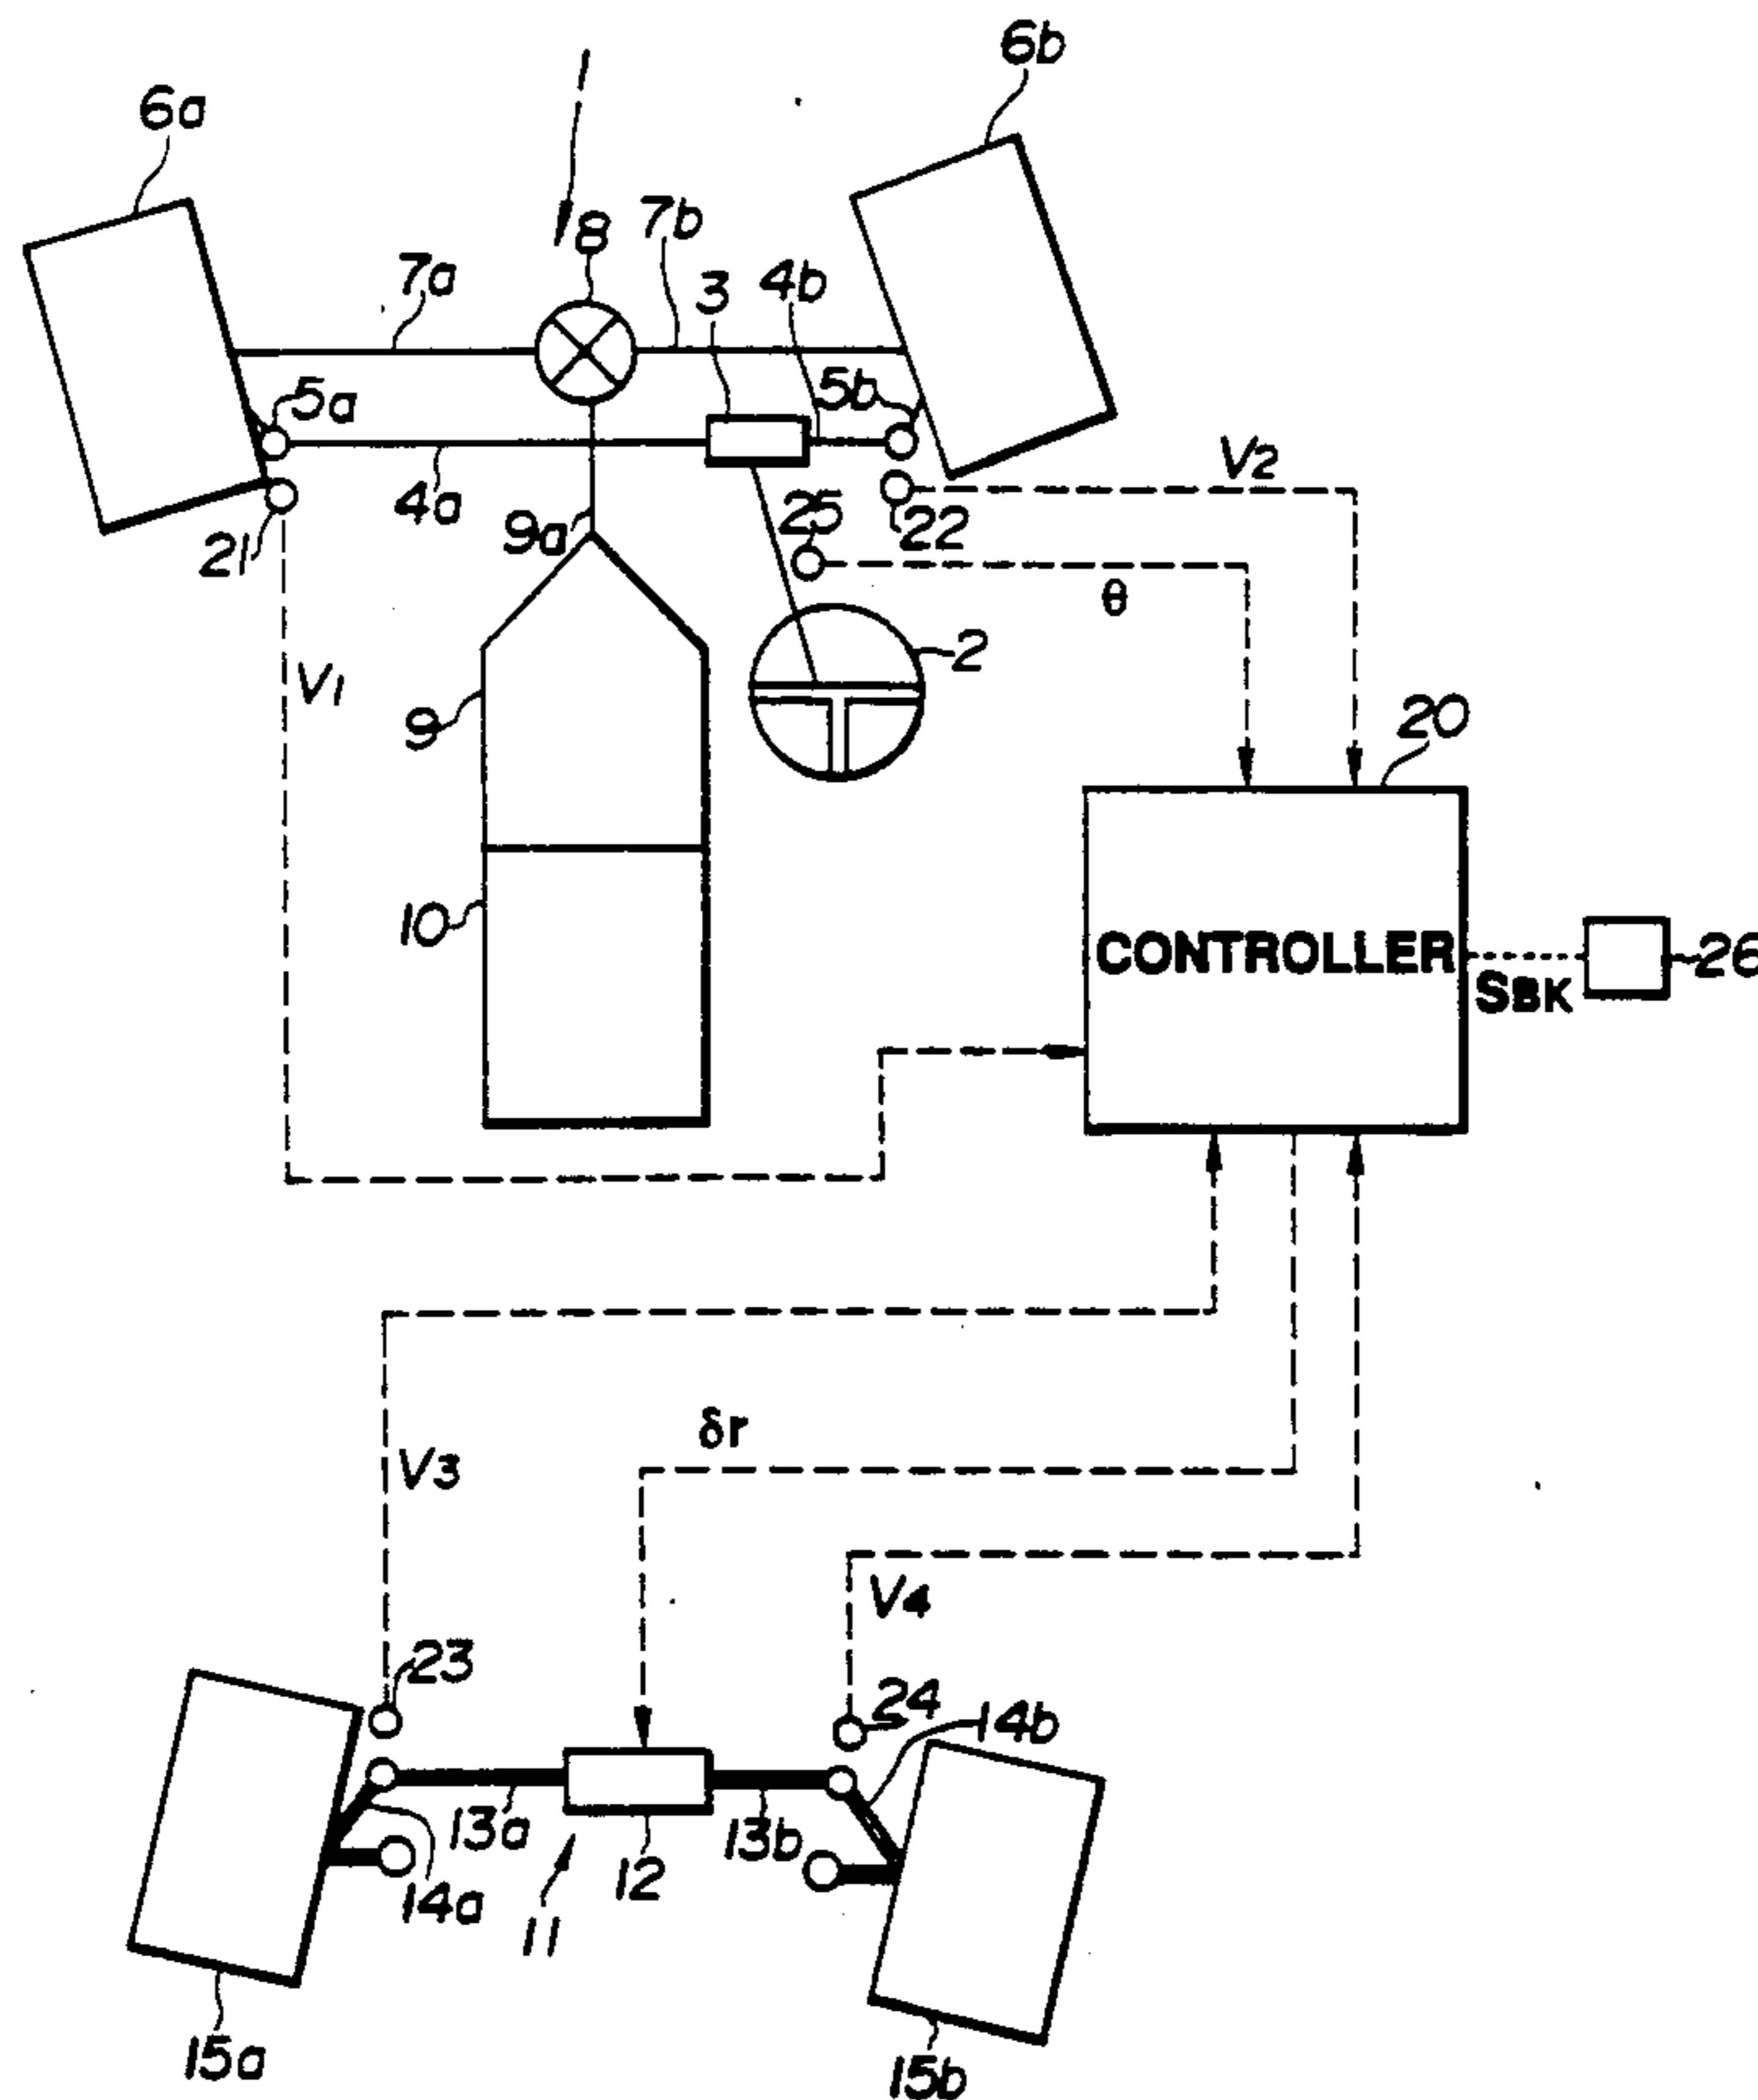 1
6b
6a
8
7b
7a
3
4b
5a
5b
V2
4a
25
9a
22
21
θ
2
V1
20
9
10
CONTROLLER
26
SBK
δr
V3
V4
23
24
14b
13a
13b
12
14a
11
15a
15b